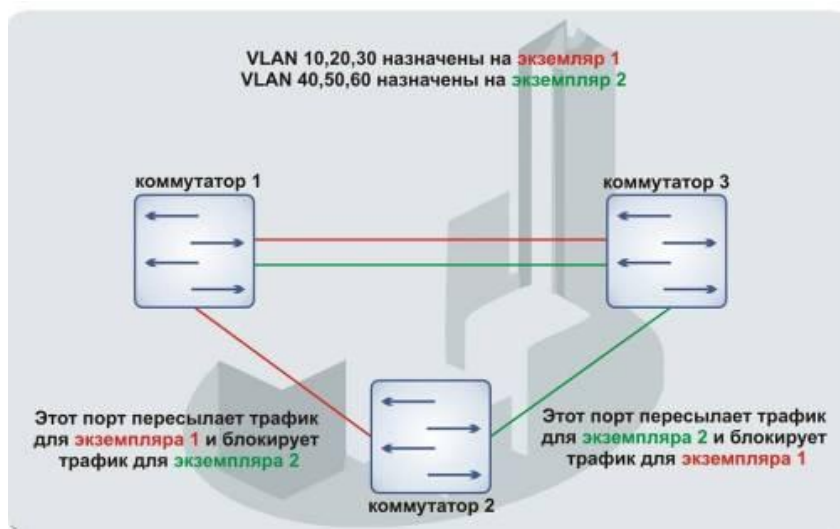 VLAN 10,20,30 назначены на экземляр 1
VLAN 40,50,60 назначены на экземпляр 2
коммутатор 1
коммутатор 3
Этот порт пересылает трафик
для экземпляра 1 и блокирует
трафик для экземпляра 2
Этот порт пересылает трафик
для экземпляра 2 и блокирует
трафик для экземпляра 1
коммутатор 2